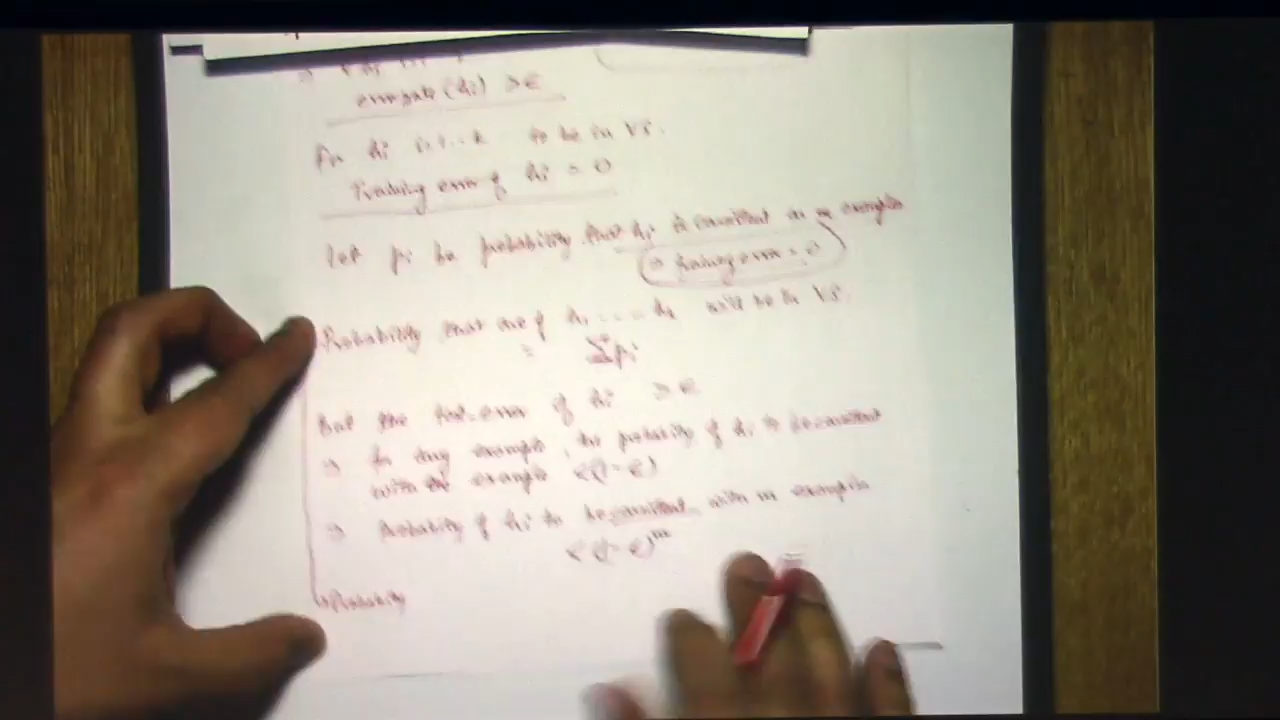 error rate (hi) > ε
For hi i=1...k to be in VS.
Training error of hi = 0
Let pi be probability that hi is consistent on m examples
⇒ training error = 0
Probability that one of h1 .... hk will be in VS.
= Σpi
But the test-error of hi > ε
⇒ for any example, the probability of hi to be consistent
with the example < (1 - ε)
⇒ Probability of hi to be consistent with m examples
< (1 - ε)^m
⇒ Probability